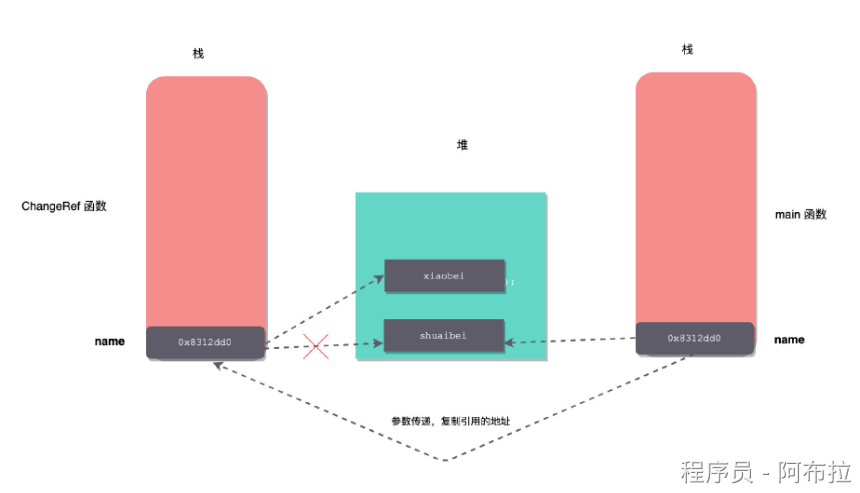 栈
栈
堆
ChangeRef 函数
main 函数
xiaobei
);
shuaibei
name
0x8312dd0
0x8312dd0
name
参数传递，复制引用的地址
程序员 - 阿布拉